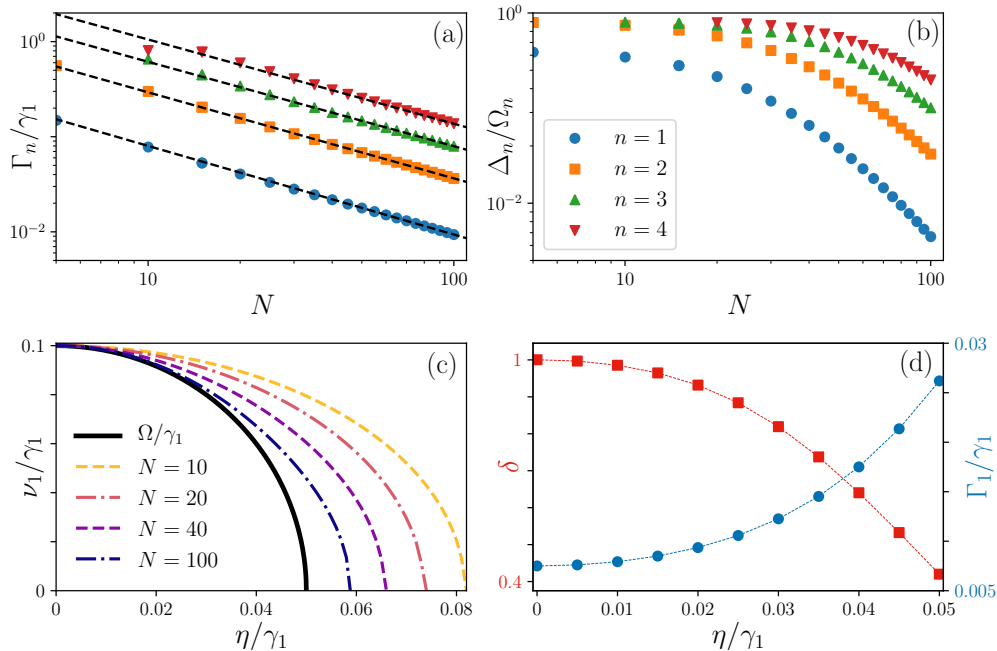 (a)
Γₙ/γ₁
10⁰
10⁻²
10
100
N
(b)
Δₙ/Ωₙ
10⁰
10⁻²
n = 1
n = 2
n = 3
n = 4
10
100
N
(c)
ν₁/γ₁
0.1
0
Ω/γ₁
N = 10
N = 20
N = 40
N = 100
0
0.02
0.04
0.06
0.08
η/γ₁
(d)
δ
1
0.4
0.03
0.005
Γ₁/γ₁
0
0.01
0.02
0.03
0.04
0.05
η/γ₁